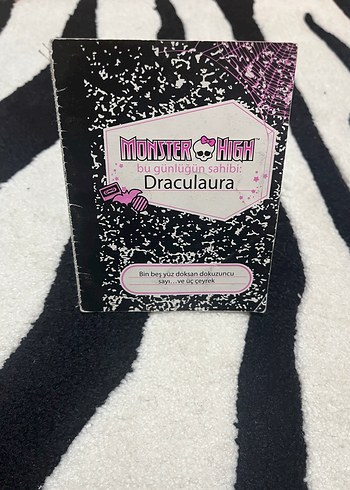 MONSTER HIGH
bu günlüğün sahibi:
Draculaura
Bin beş yüz doksan dokuzuncu
sayı...ve üç çeyrek